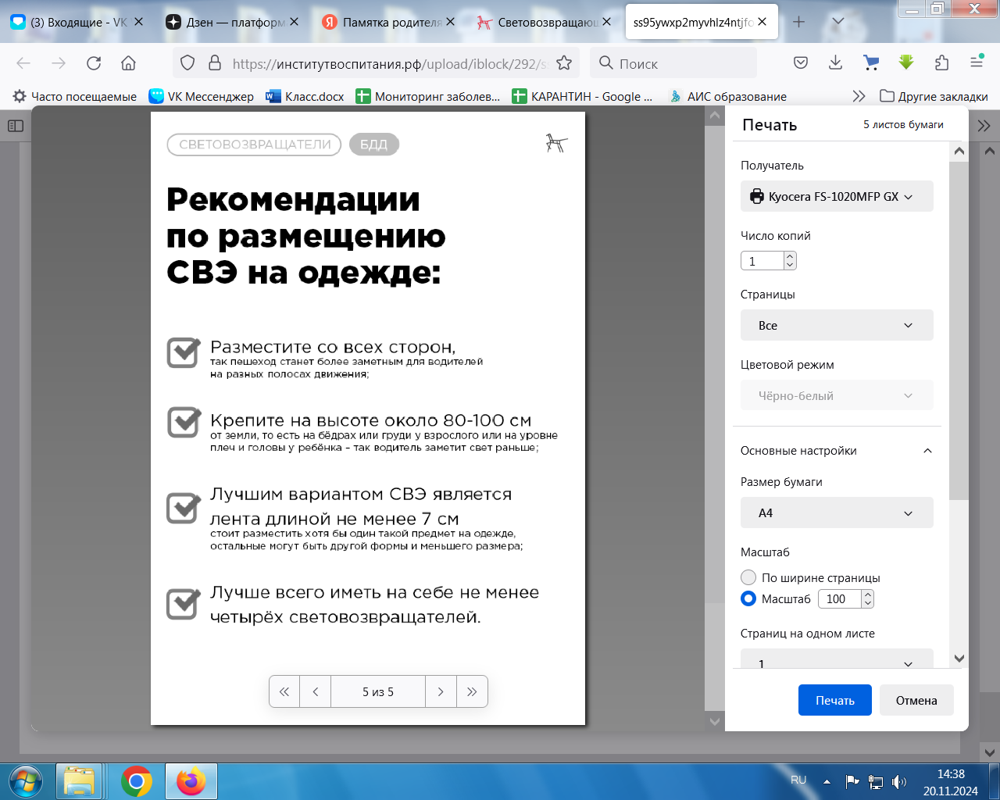 (3) Входящие - VK
Дзен — платформ
Памятка родителя
Световозвращающ
ss95ywxp2myvhlz4ntjfo
https://институтвоспитания.рф/upload/iblock/292/s
Поиск
Часто посещаемые
VK Мессенджер
Класс.docx
Мониторинг заболев...
КАРАНТИН - Google ...
АИС образование
Другие закладки
СВЕТОВОЗВРАЩАТЕЛИ
БДД
Рекомендации
по размещению
СВЭ на одежде:
Разместите со всех сторон,
так пешеход станет более заметным для водителей
на разных полосах движения;
Крепите на высоте около 80-100 см
от земли, то есть на бёдрах или груди у взрослого или на уровне
плеч и головы у ребёнка – так водитель заметит свет раньше;
Лучшим вариантом СВЭ является
лента длиной не менее 7 см
стоит разместить хотя бы один такой предмет на одежде,
остальные могут быть другой формы и меньшего размера;
Лучше всего иметь на себе не менее
четырёх световозвращателей.
5 из 5
Печать
5 листов бумаги
Получатель
Kyocera FS-1020MFP GX
Число копий
1
Страницы
Все
Цветовой режим
Чёрно-белый
Основные настройки
Размер бумаги
A4
Масштаб
По ширине страницы
Масштаб
100
Страниц на одном листе
1
Печать
Отмена
RU
14:38
20.11.2024